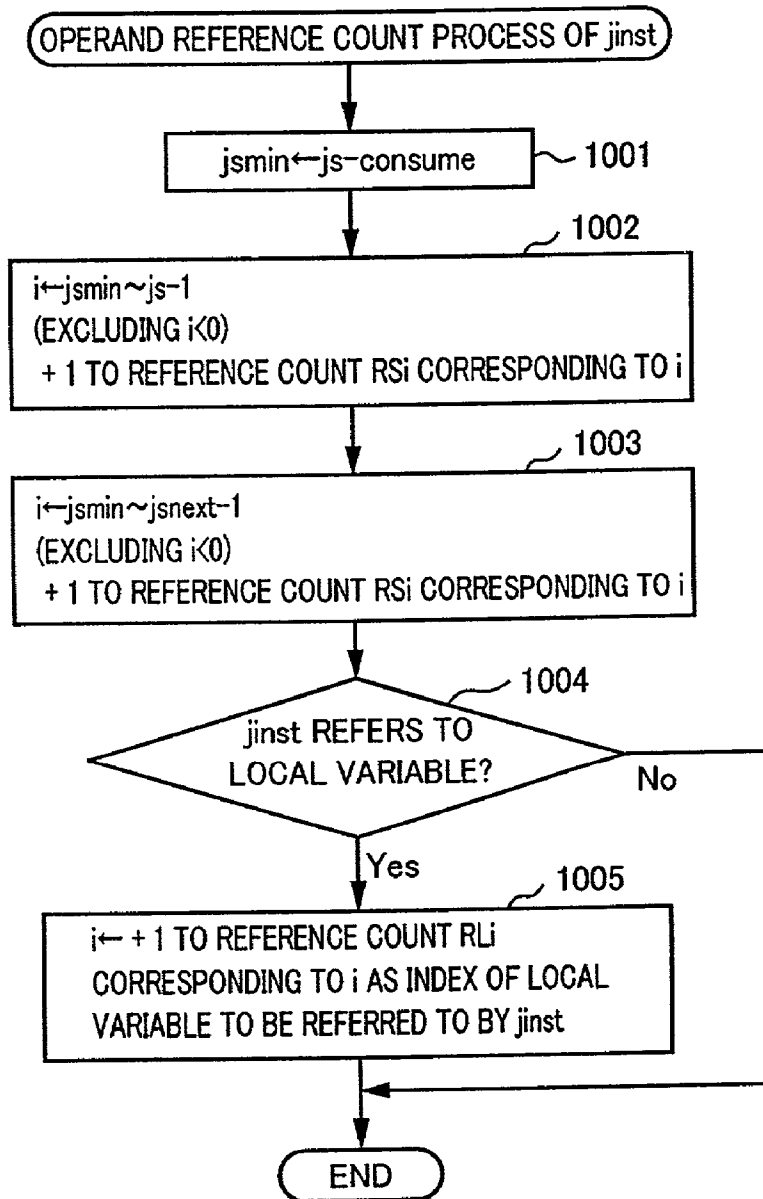 OPERAND REFERENCE COUNT PROCESS OF jinst
jsmin←js-consume
1001
1002
i←jsmin~js-1
(EXCLUDING i<0)
+ 1 TO REFERENCE COUNT RSi CORRESPONDING TO i
1003
i←jsmin~jsnext-1
(EXCLUDING i<0)
+ 1 TO REFERENCE COUNT RSi CORRESPONDING TO i
1004
jinst REFERS TO
LOCAL VARIABLE?
No
Yes
1005
i← + 1 TO REFERENCE COUNT RLi
CORRESPONDING TO i AS INDEX OF LOCAL
VARIABLE TO BE REFERRED TO BY jinst
END